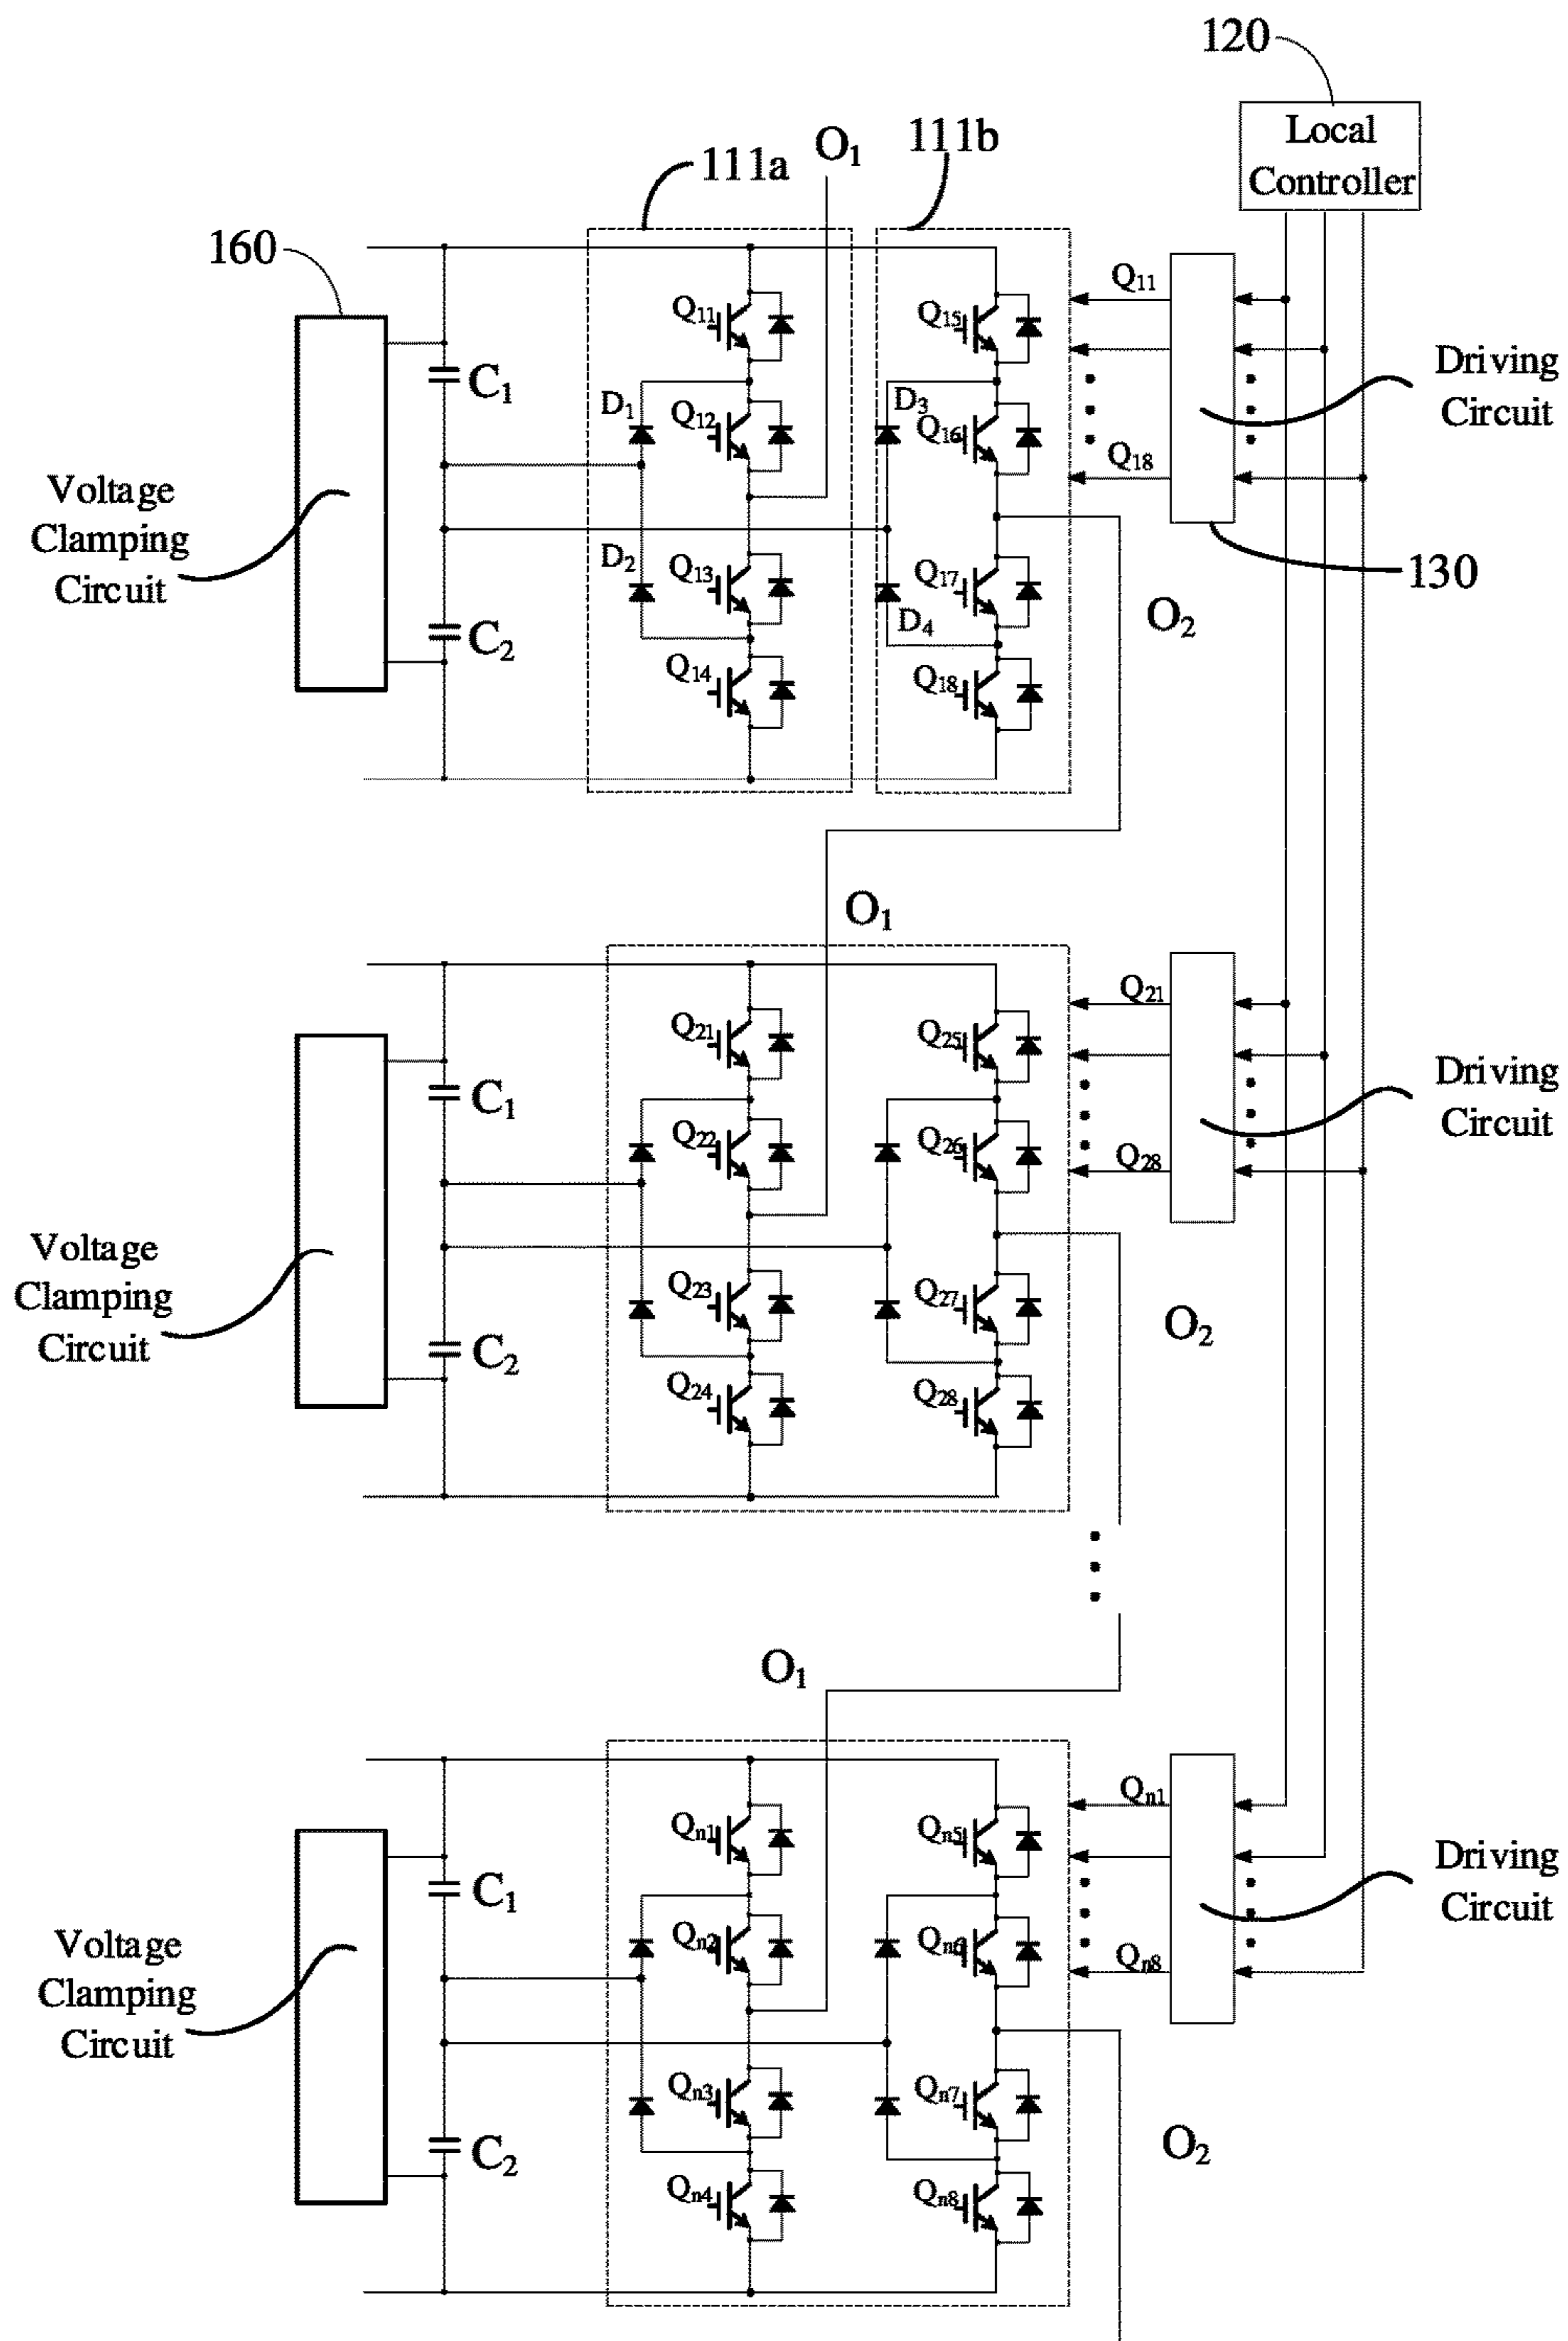 120
Local
Controller
111a
O1
111b
160
Q11
Q15
Q11
Driving
Circuit
C1
D1
Q12
D3
Q16
Q18
Voltage
Clamping
Circuit
D2
Q13
Q17
130
O2
C2
D4
Q14
Q18
O1
Q21
Q25
Q21
Driving
Circuit
C1
Q22
Q26
Q28
Voltage
Clamping
Circuit
Q23
Q27
O2
C2
Q24
Q28
O1
Qn1
Qn5
Qn1
Driving
Circuit
C1
Qn2
Qn6
Qn8
Voltage
Clamping
Circuit
Qn3
Qn7
O2
C2
Qn4
Qn8